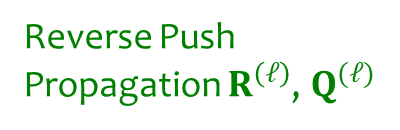 Reverse Push
Propagation 𝐑^(ℓ), 𝐐^(ℓ)